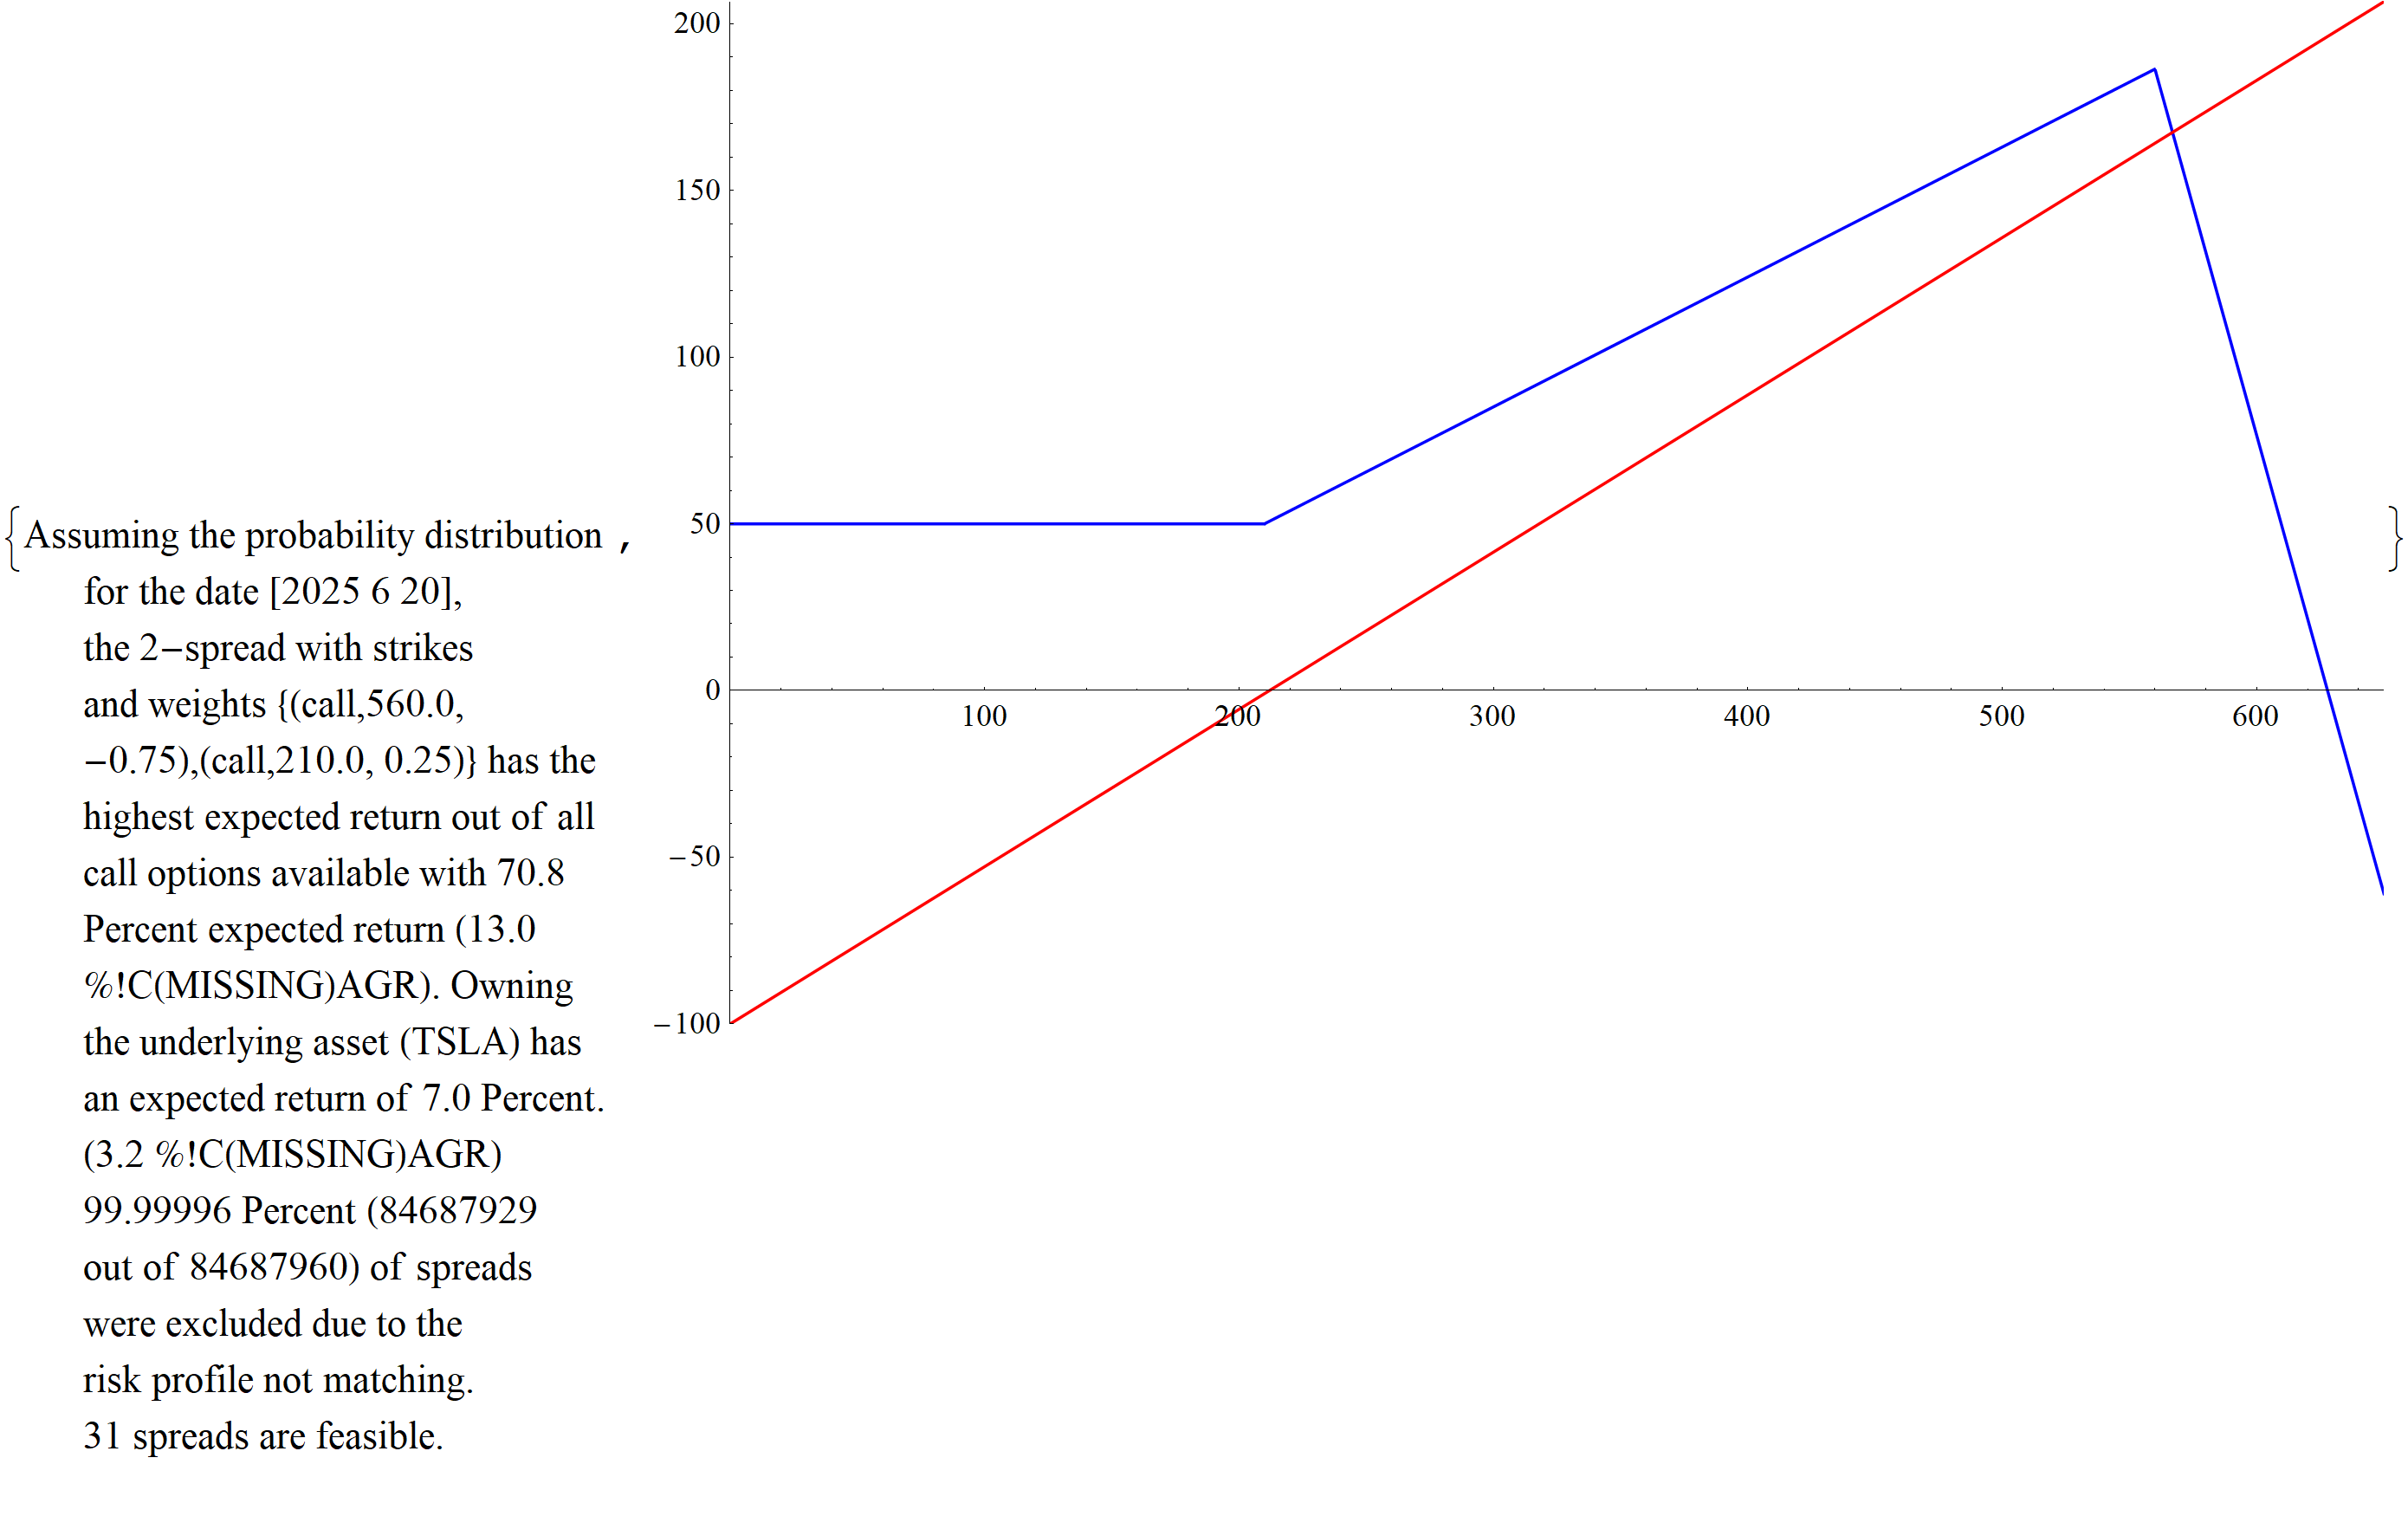 {Assuming the probability distribution ,
for the date [2025 6 20],
the 2−spread with strikes
and weights {(call,560.0,
−0.75),(call,210.0, 0.25)} has the
highest expected return out of all
call options available with 70.8
Percent expected return (13.0
%!C(MISSING)AGR). Owning
the underlying asset (TSLA) has
an expected return of 7.0 Percent.
(3.2 %!C(MISSING)AGR)
99.99996 Percent (84687929
out of 84687960) of spreads
were excluded due to the
risk profile not matching.
31 spreads are feasible.
200
150
100
50
0
−50
−100
100
200
300
400
500
600
}